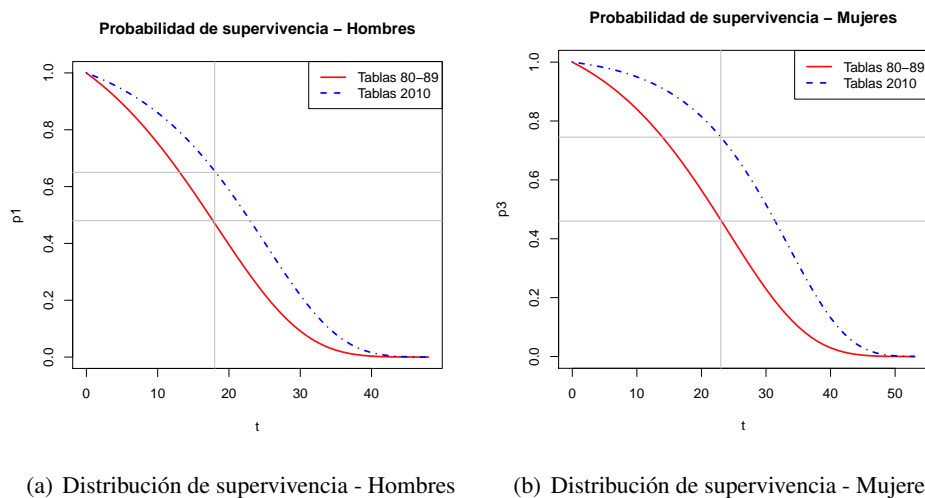 Probabilidad de supervivencia – Hombres
Tablas 80–89
Tablas 2010
p1
0.0 0.2 0.4 0.6 0.8 1.0
0 10 20 30 40
t
(a) Distribución de supervivencia - Hombres
Probabilidad de supervivencia – Mujeres
Tablas 80–89
Tablas 2010
p3
0.0 0.2 0.4 0.6 0.8 1.0
0 10 20 30 40 50
t
(b) Distribución de supervivencia - Mujere